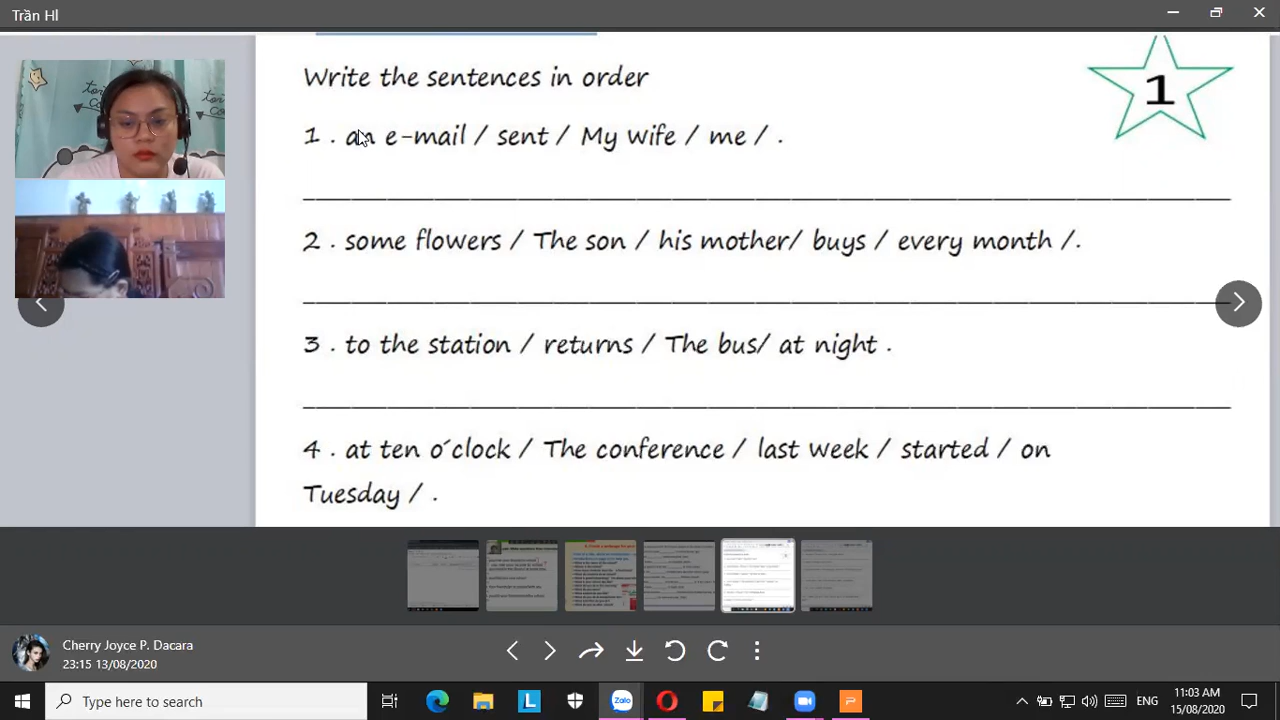 Trần Hl
Write the sentences in order
1
1 . an e-mail / sent / My wife / me / .
2 . some flowers / The son / his mother/ buys / every month /.
3 . to the station / returns / The bus/ at night .
4 . at ten o´clock / The conference / last week / started / on
Tuesday / .
Cherry Joyce P. Dacara
23:15 13/08/2020
Type here to search
L
Zalo
ENG
11:03 AM
15/08/2020